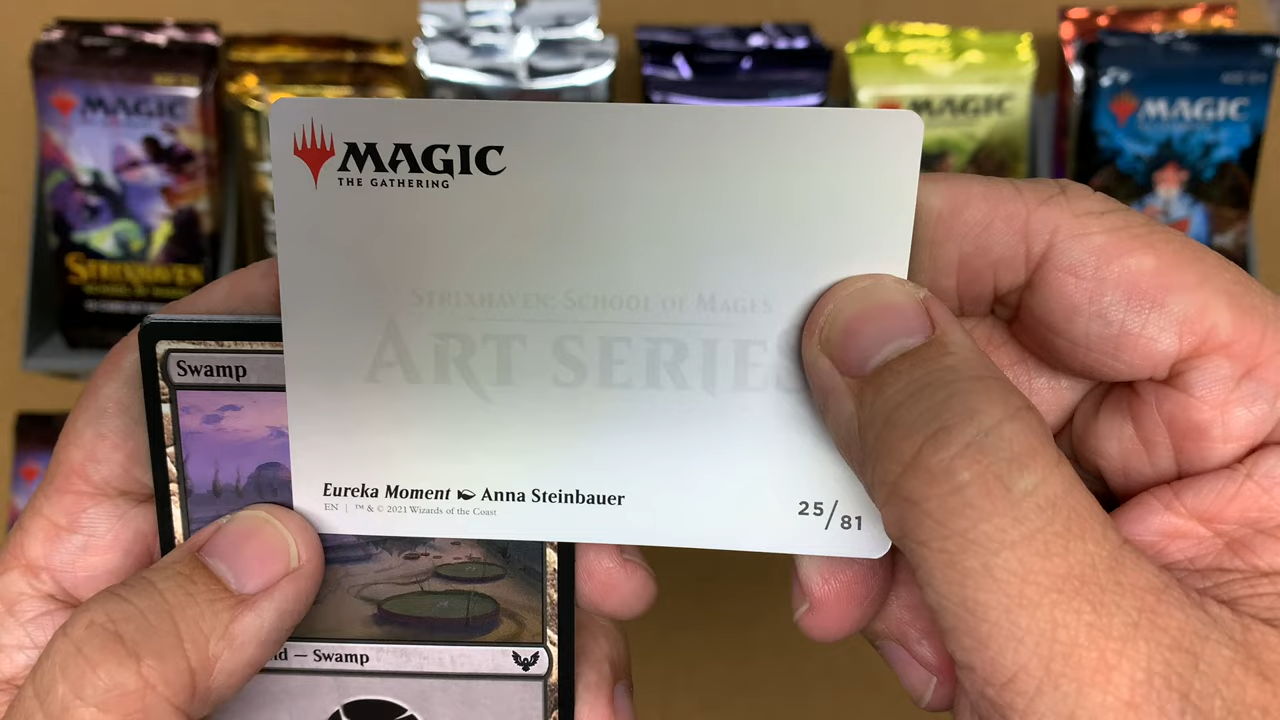 MAGIC
STRIXHAVEN
MAGIC
MAGIC
MAGIC
THE GATHERING
STRIXHAVEN: SCHOOL OF MAGES
ART SERIES
Eureka Moment Anna Steinbauer
EN | ™ & © 2021 Wizards of the Coast
25/81
Swamp
— Swamp